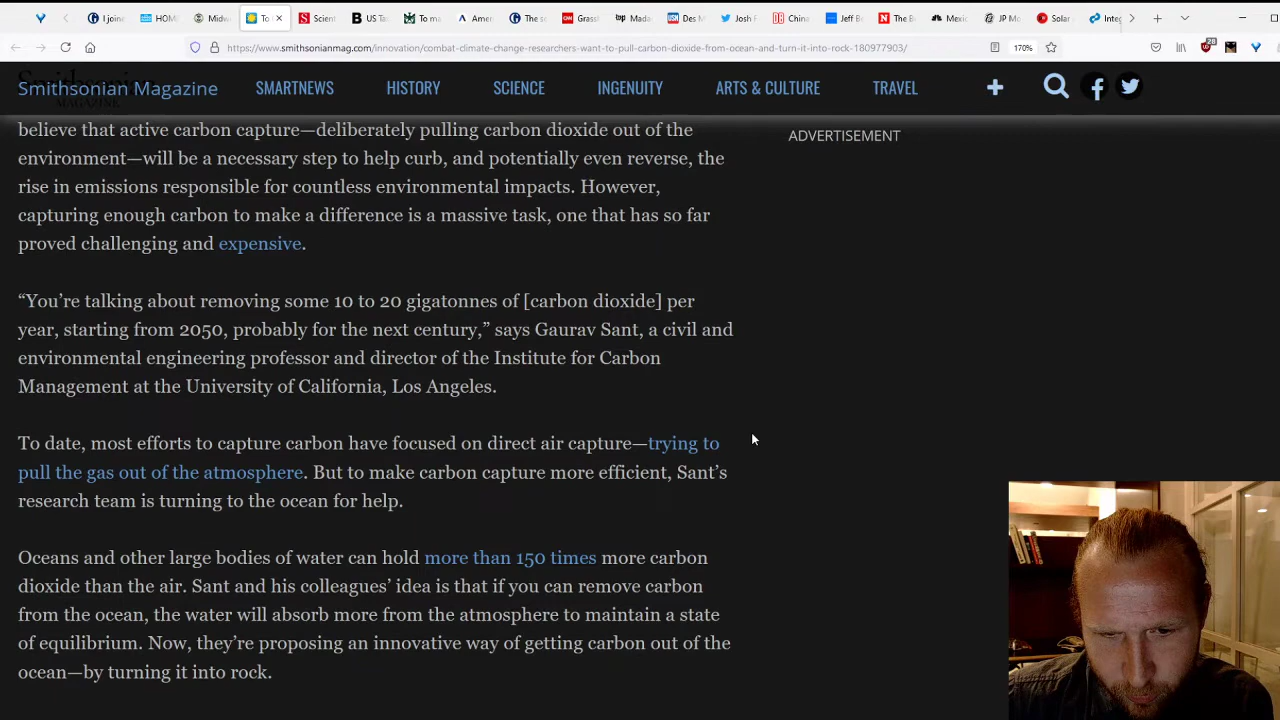 I joine
HOME
Midw
To
Scient
US Ta
To ma
Amer
The s
Grass
Mada
Des M
Josh F
China
Jeff Be
The B
Mexic
JP Mo
Solar
Integ
https://www.smithsonianmag.com/innovation/combat-climate-change-researchers-want-to-pull-carbon-dioxide-from-ocean-and-turn-it-into-rock-180977903/
170%
28
Smithsonian Magazine
SMARTNEWS
HISTORY
SCIENCE
INGENUITY
ARTS & CULTURE
TRAVEL
believe that active carbon capture—deliberately pulling carbon dioxide out of the
environment—will be a necessary step to help curb, and potentially even reverse, the
rise in emissions responsible for countless environmental impacts. However,
capturing enough carbon to make a difference is a massive task, one that has so far
proved challenging and expensive.
“You’re talking about removing some 10 to 20 gigatonnes of [carbon dioxide] per
year, starting from 2050, probably for the next century,” says Gaurav Sant, a civil and
environmental engineering professor and director of the Institute for Carbon
Management at the University of California, Los Angeles.
To date, most efforts to capture carbon have focused on direct air capture—trying to
pull the gas out of the atmosphere. But to make carbon capture more efficient, Sant’s
research team is turning to the ocean for help.
Oceans and other large bodies of water can hold more than 150 times more carbon
dioxide than the air. Sant and his colleagues’ idea is that if you can remove carbon
from the ocean, the water will absorb more from the atmosphere to maintain a state
of equilibrium. Now, they’re proposing an innovative way of getting carbon out of the
ocean—by turning it into rock.
ADVERTISEMENT